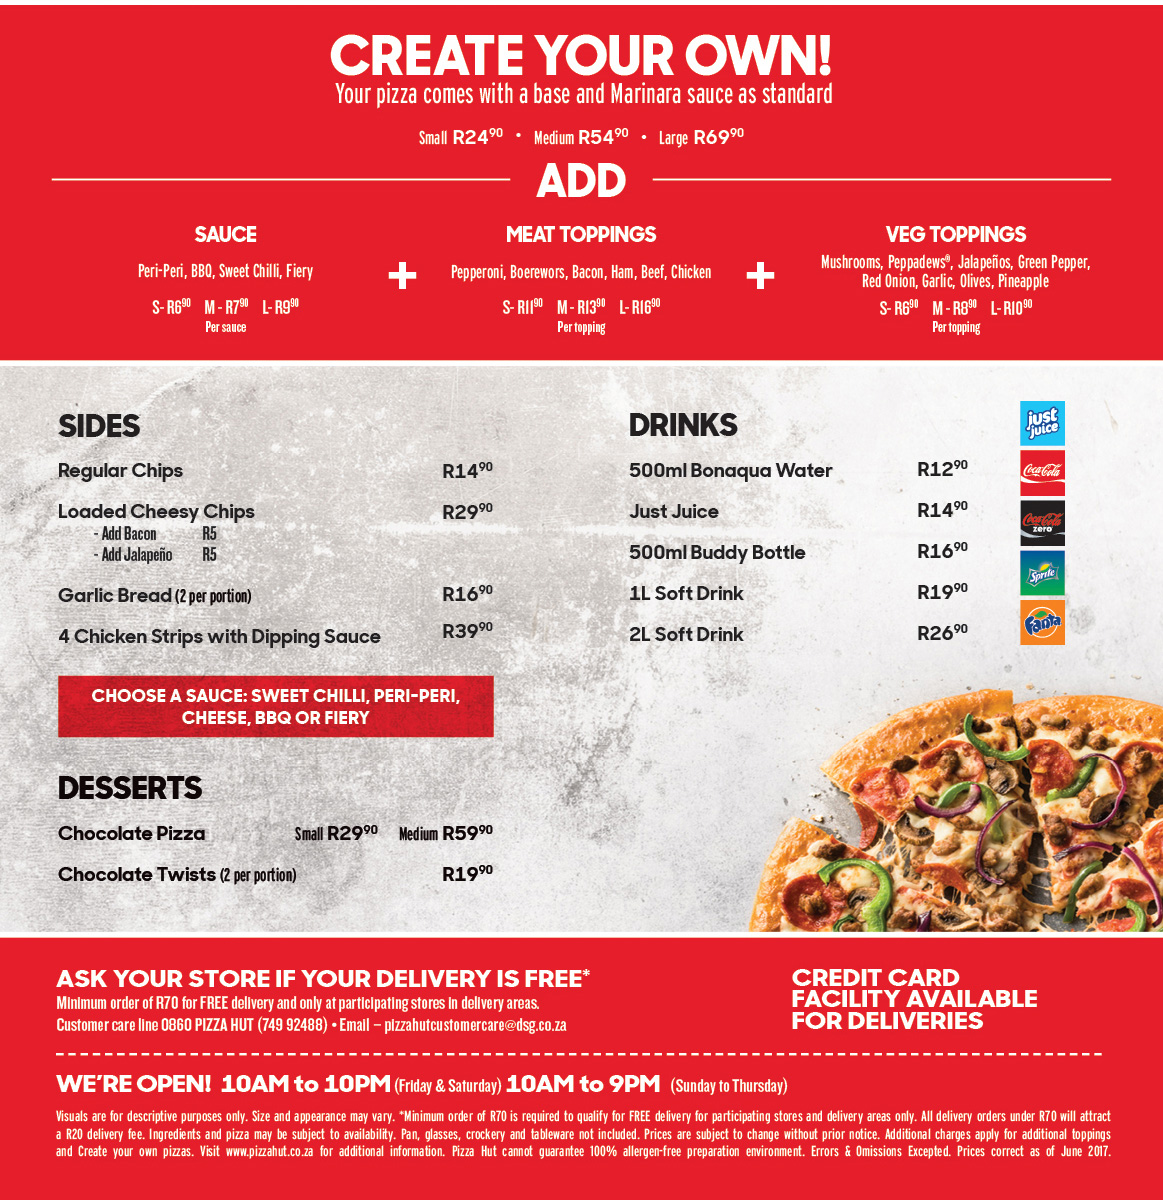 CREATE YOUR OWN!
Your pizza comes with a base and Marinara sauce as standard
Small R24⁹⁰ • Medium R54⁹⁰ • Large R69⁹⁰
ADD
SAUCE
Peri-Peri, BBQ, Sweet Chilli, Fiery
S- R6⁹⁰ M - R7⁹⁰ L- R9⁹⁰
Per sauce
+
MEAT TOPPINGS
Pepperoni, Boerewors, Bacon, Ham, Beef, Chicken
S- R11⁹⁰ M - R13⁹⁰ L- R16⁹⁰
Per topping
+
VEG TOPPINGS
Mushrooms, Peppadews®, Jalapeños, Green Pepper,
Red Onion, Garlic, Olives, Pineapple
S- R6⁹⁰ M - R8⁹⁰ L- R10⁹⁰
Per topping
SIDES
Regular Chips R14⁹⁰
Loaded Cheesy Chips R29⁹⁰
- Add Bacon R5
- Add Jalapeño R5
Garlic Bread (2 per portion) R16⁹⁰
4 Chicken Strips with Dipping Sauce R39⁹⁰
CHOOSE A SAUCE: SWEET CHILLI, PERI-PERI,
CHEESE, BBQ OR FIERY
DESSERTS
Chocolate Pizza Small R29⁹⁰ Medium R59⁹⁰
Chocolate Twists (2 per portion) R19⁹⁰
DRINKS
500ml Bonaqua Water R12⁹⁰
Just Juice R14⁹⁰
500ml Buddy Bottle R16⁹⁰
1L Soft Drink R19⁹⁰
2L Soft Drink R26⁹⁰
just
juice
Coca-Cola
Coca-Cola
zero
Sprite
Fanta
ASK YOUR STORE IF YOUR DELIVERY IS FREE*
Minimum order of R70 for FREE delivery and only at participating stores in delivery areas.
Customer care line 0860 PIZZA HUT (749 92488) • Email – pizzahutcustomercare@dsg.co.za
CREDIT CARD
FACILITY AVAILABLE
FOR DELIVERIES
WE'RE OPEN! 10AM to 10PM (Friday & Saturday) 10AM to 9PM (Sunday to Thursday)
Visuals are for descriptive purposes only. Size and appearance may vary. *Minimum order of R70 is required to qualify for FREE delivery for participating stores and delivery areas only. All delivery orders under R70 will attract
a R20 delivery fee. Ingredients and pizza may be subject to availability. Pan, glasses, crockery and tableware not included. Prices are subject to change without prior notice. Additional charges apply for additional toppings
and Create your own pizzas. Visit www.pizzahut.co.za for additional information. Pizza Hut cannot guarantee 100% allergen-free preparation environment. Errors & Omissions Excepted. Prices correct as of June 2017.